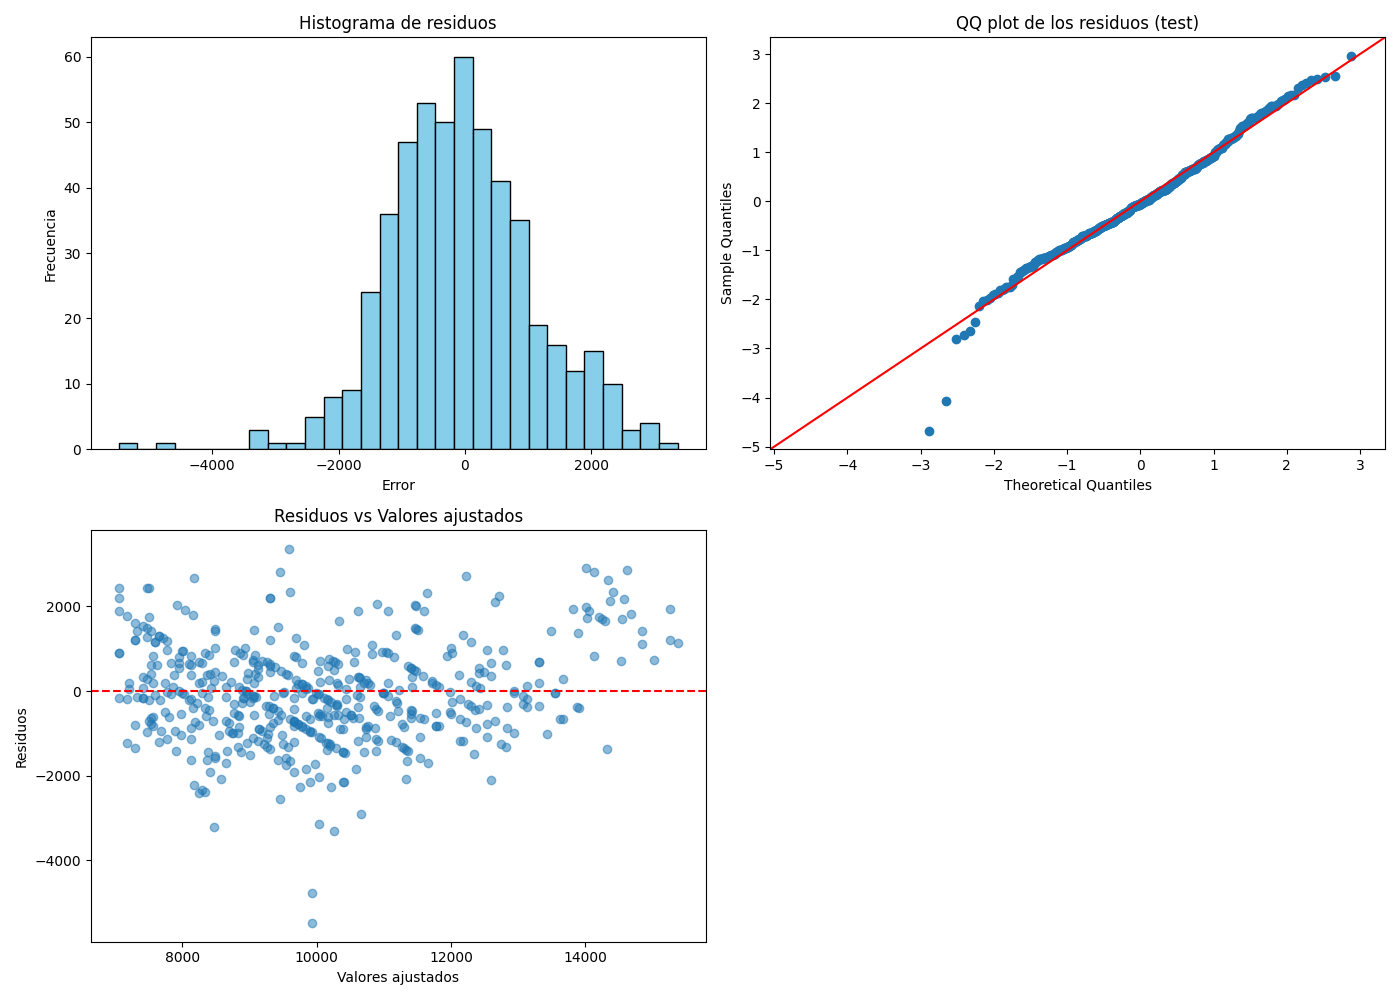 Histograma de residuos
60
50
40
30
20
10
0
Frecuencia
−4000 −2000 0 2000
Error
QQ plot de los residuos (test)
3
2
1
0
−1
−2
−3
−4
−5
Sample Quantiles
−5 −4 −3 −2 −1 0 1 2 3
Theoretical Quantiles
Residuos vs Valores ajustados
2000
0
−2000
−4000
Residuos
8000 10000 12000 14000
Valores ajustados